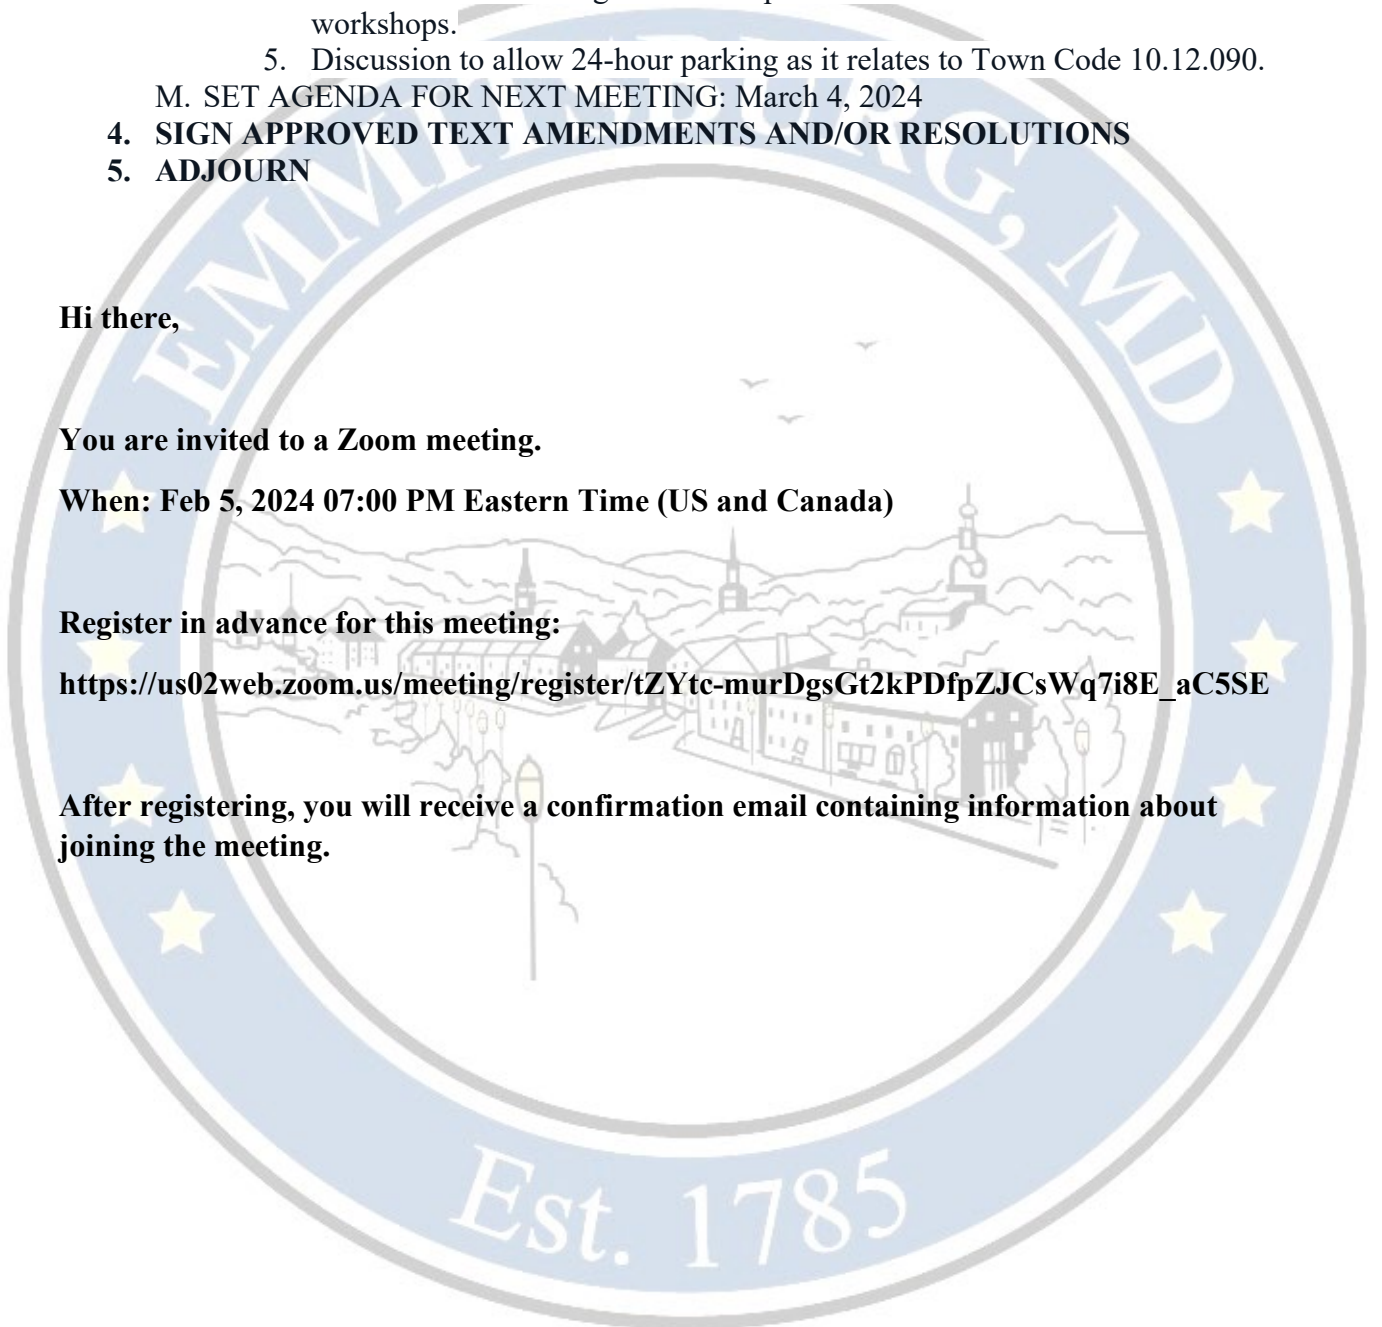 workshops.
5. Discussion to allow 24-hour parking as it relates to Town Code 10.12.090.
M. SET AGENDA FOR NEXT MEETING: March 4, 2024
4. SIGN APPROVED TEXT AMENDMENTS AND/OR RESOLUTIONS
5. ADJOURN
EMMITSBURG, MD
Hi there,
You are invited to a Zoom meeting.
When: Feb 5, 2024 07:00 PM Eastern Time (US and Canada)
Register in advance for this meeting:
https://us02web.zoom.us/meeting/register/tZYtc-murDgsGt2kPDfpZJCsWq7i8E_aC5SE
After registering, you will receive a confirmation email containing information about
joining the meeting.
Est. 1785